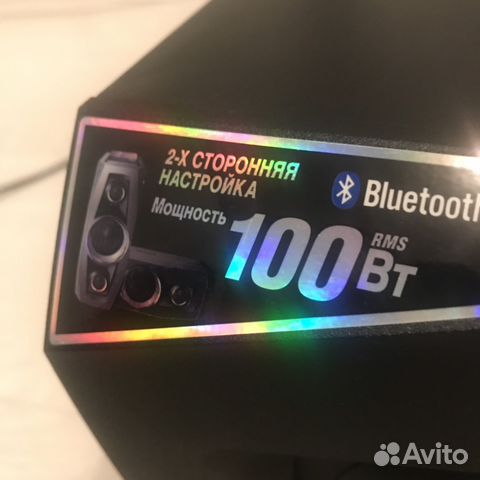 2-Х СТОРОННЯЯ
НАСТРОЙКА
Bluetooth
Мощность
100 RMS
Вт
Avito